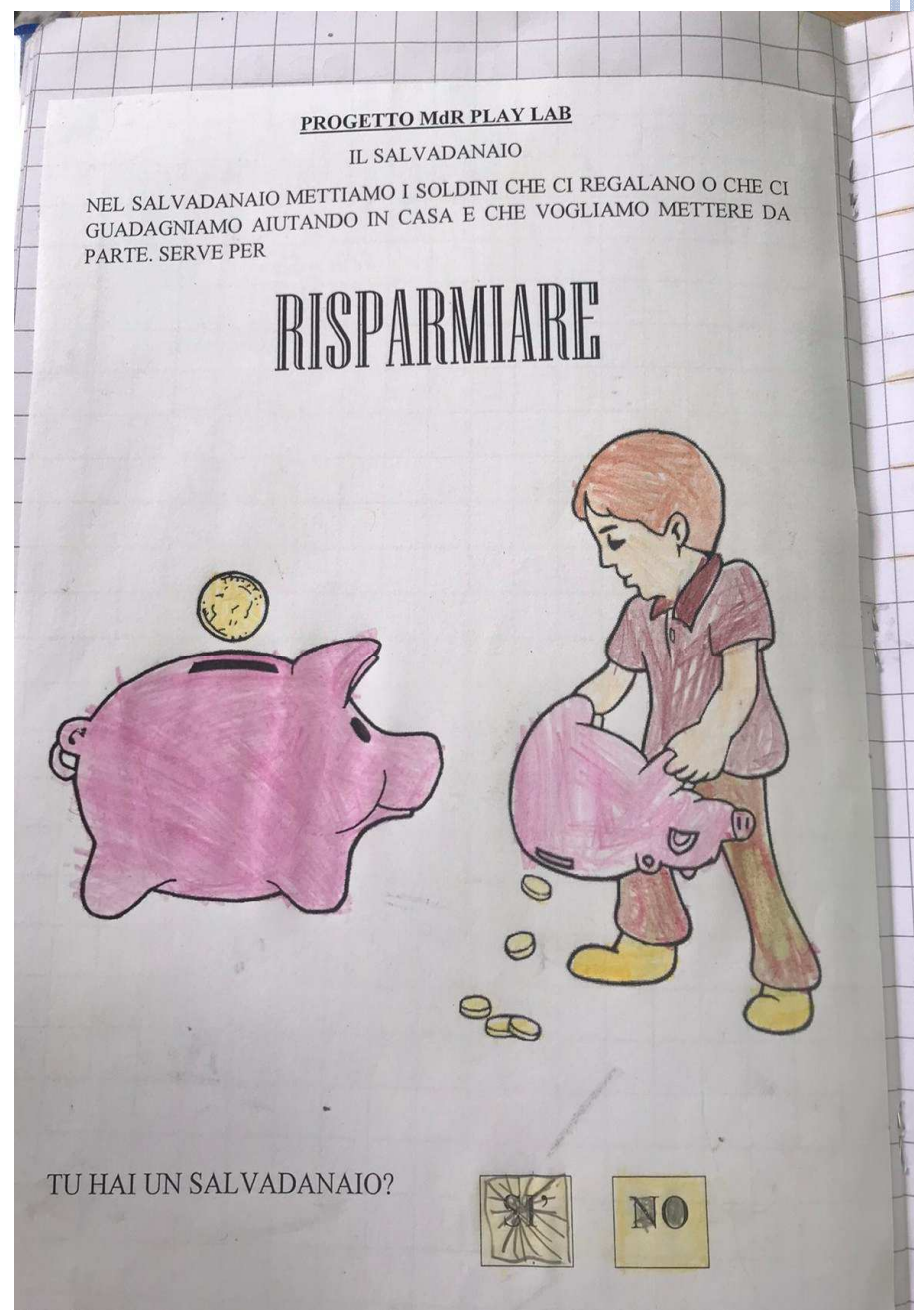 PROGETTO MdR PLAY LAB
IL SALVADANAIO
NEL SALVADANAIO METTIAMO I SOLDINI CHE CI REGALANO O CHE CI
GUADAGNIAMO AIUTANDO IN CASA E CHE VOGLIAMO METTERE DA
PARTE. SERVE PER
RISPARMIARE
TU HAI UN SALVADANAIO? SI' NO